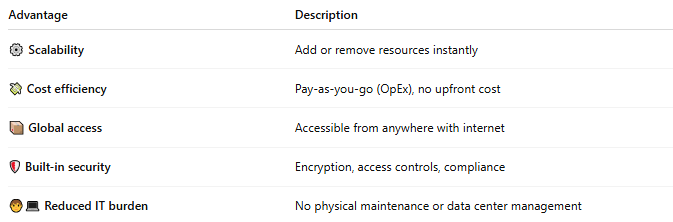 Advantage Description
Scalability Add or remove resources instantly
Cost efficiency Pay-as-you-go (OpEx), no upfront cost
Global access Accessible from anywhere with internet
Built-in security Encryption, access controls, compliance
Reduced IT burden No physical maintenance or data center management